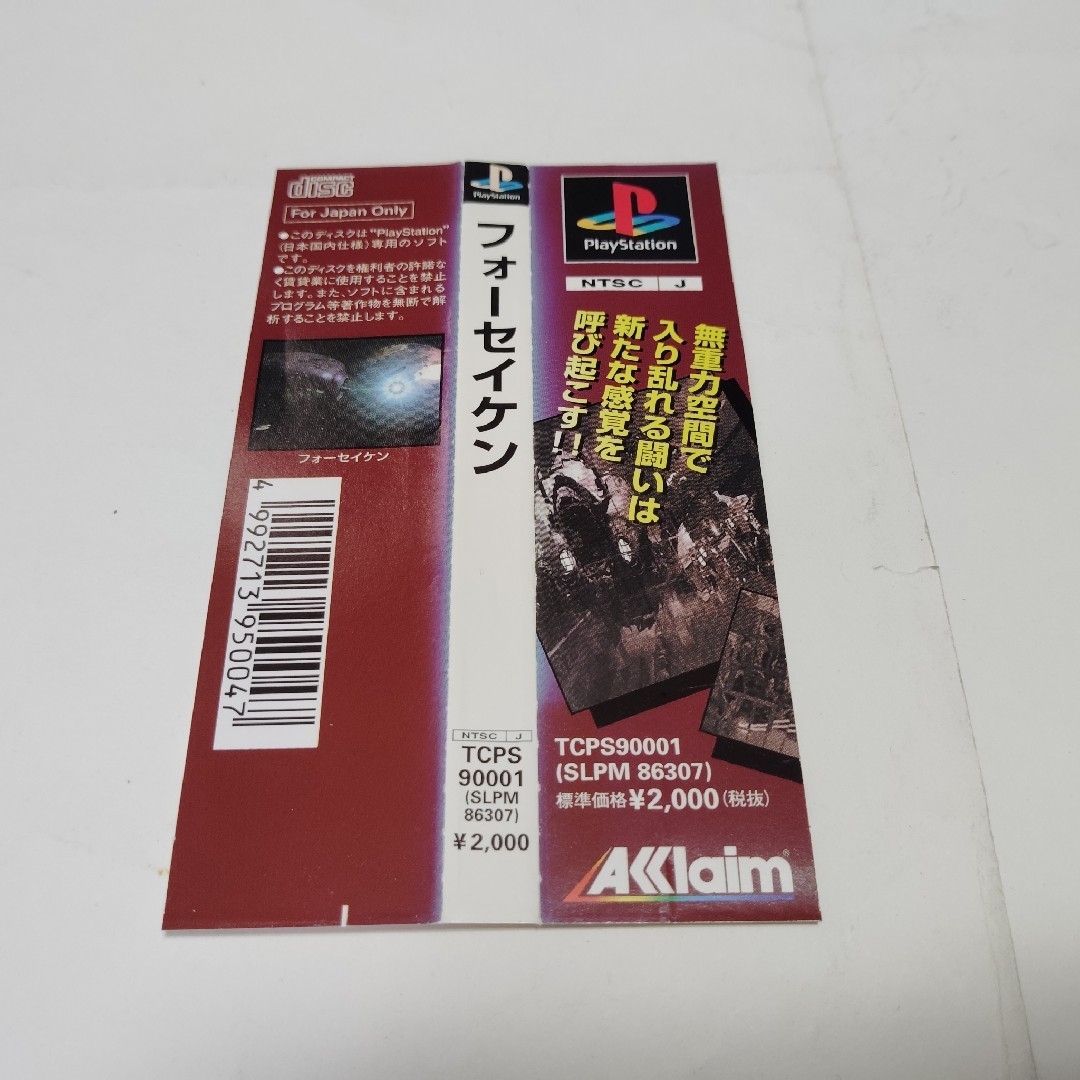 COMPACT
disc
For Japan Only
●このディスクは"PlayStation"
(日本国内仕様)専用のソフト
です。
●このディスクを権利者の許諾な
く賃貸業に使用することを禁止
します。また、ソフトに含まれる
プログラム等著作物を無断で解
析することを禁止します。
フォーセイケン
4 992713 950047
PlayStation
フォーセイケン
NTSC J
TCPS
90001
(SLPM
86307)
¥2,000
PlayStation
NTSC J
無重力空間で
入り乱れる闘いは
新たな感覚を
呼び起こす!!
TCPS90001
(SLPM 86307)
標準価格¥2,000(税抜)
AKKlaim®